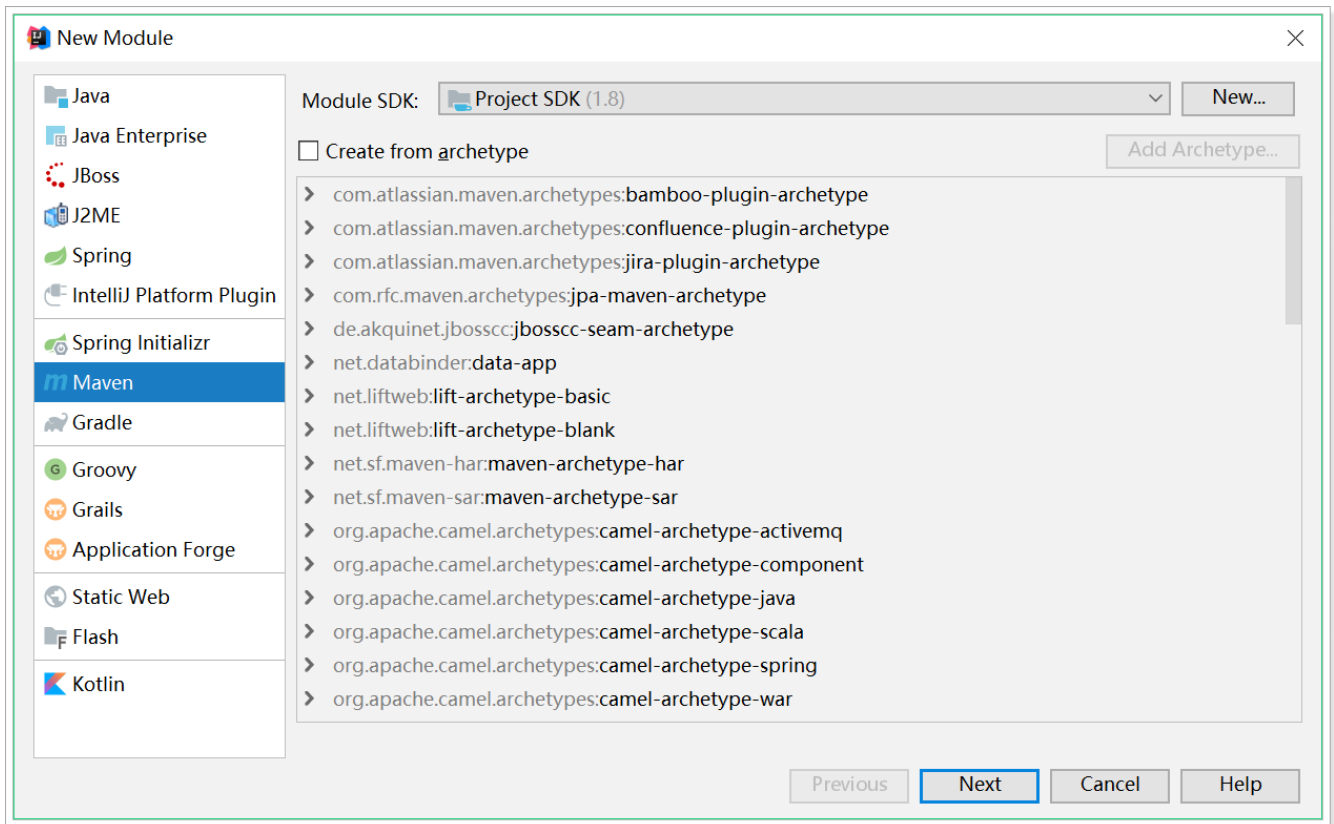 New Module
Java
Java Enterprise
JBoss
J2ME
Spring
IntelliJ Platform Plugin
Spring Initializr
Maven
Gradle
Groovy
Grails
Application Forge
Static Web
Flash
Kotlin
Module SDK: Project SDK (1.8) New...
Create from archetype Add Archetype...
com.atlassian.maven.archetypes:bamboo-plugin-archetype
com.atlassian.maven.archetypes:confluence-plugin-archetype
com.atlassian.maven.archetypes:jira-plugin-archetype
com.rfc.maven.archetypes:jpa-maven-archetype
de.akquinet.jbosscc:jbosscc-seam-archetype
net.databinder:data-app
net.liftweb:lift-archetype-basic
net.liftweb:lift-archetype-blank
net.sf.maven-har:maven-archetype-har
net.sf.maven-sar:maven-archetype-sar
org.apache.camel.archetypes:camel-archetype-activemq
org.apache.camel.archetypes:camel-archetype-component
org.apache.camel.archetypes:camel-archetype-java
org.apache.camel.archetypes:camel-archetype-scala
org.apache.camel.archetypes:camel-archetype-spring
org.apache.camel.archetypes:camel-archetype-war
Previous Next Cancel Help